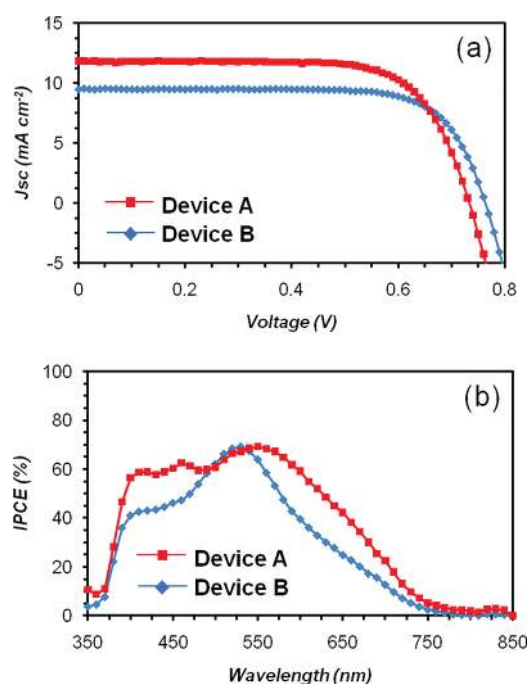 15
(a)
10
5
0
-5
Jsc (mA cm-2)
Device A
Device B
0 0.2 0.4 0.6 0.8
Voltage (V)
100
(b)
80
60
40
20
0
IPCE (%)
Device A
Device B
350 450 550 650 750 850
Wavelength (nm)